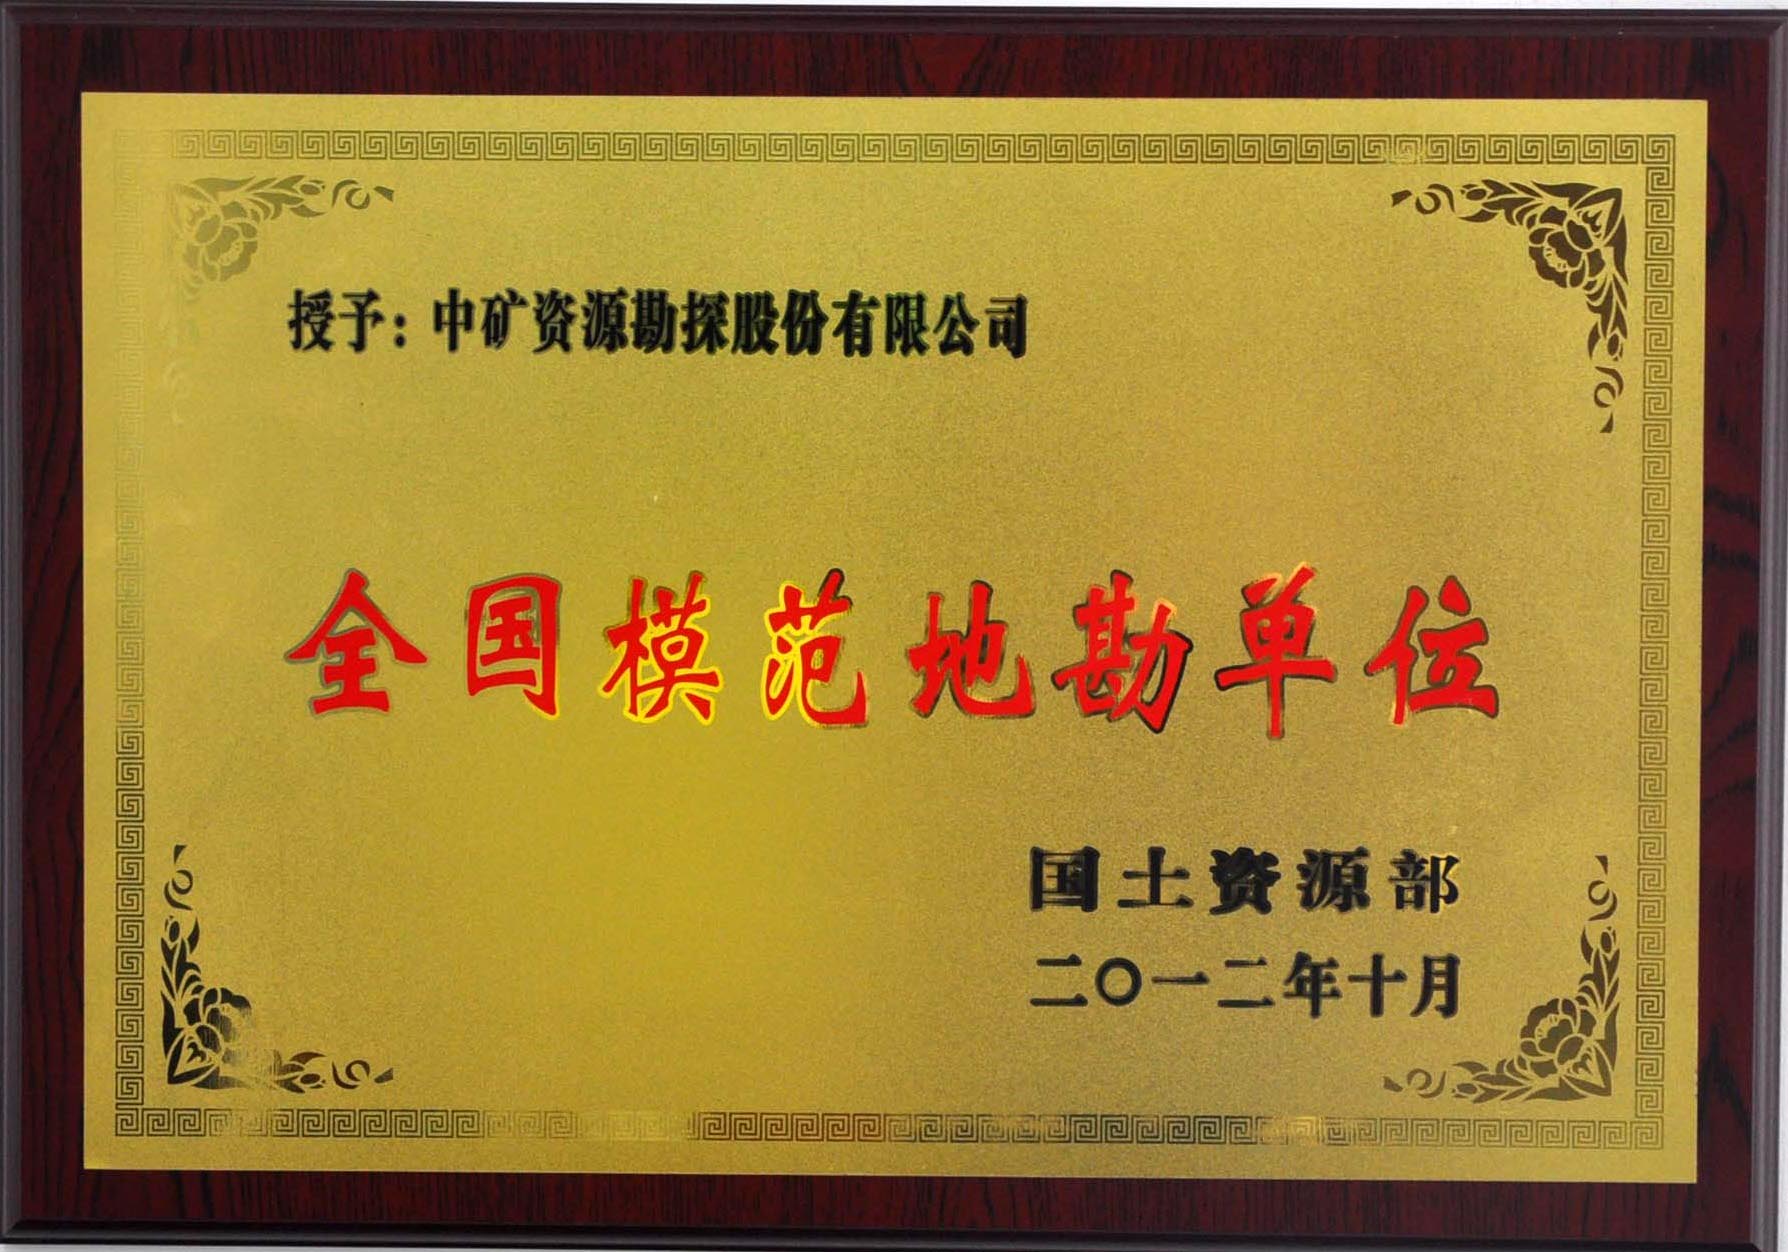 授予：中矿资源勘探股份有限公司
全国模范地勘单位
国土资源部
二〇一二年十月